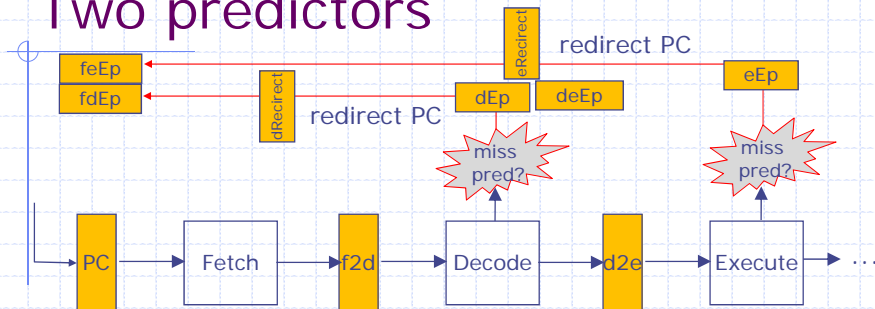 Two predictors
eRecirect
redirect PC
feEp
eEp
fdEp
dRecirect
redirect PC
dEp
deEp
miss
pred?
miss
pred?
PC
Fetch
f2d
Decode
d2e
Execute
...